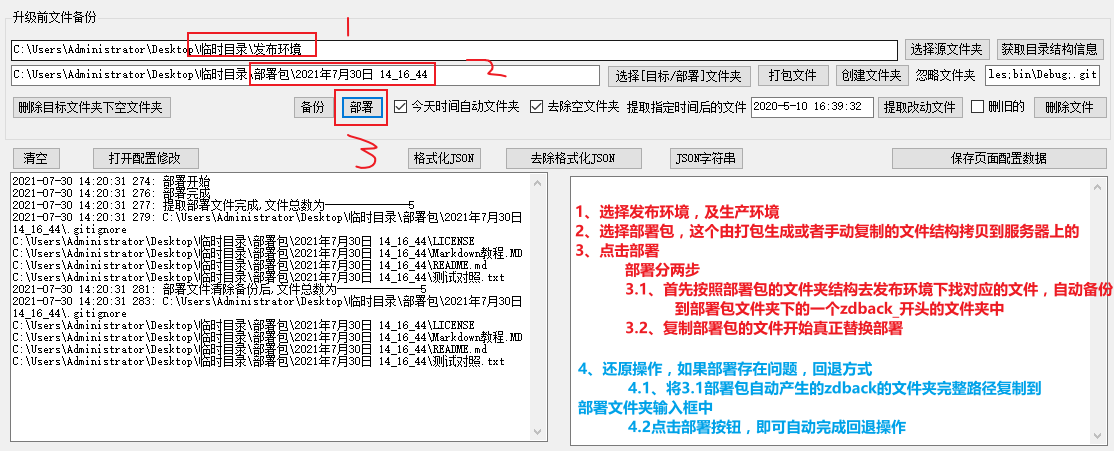 升级前文件备份
1
C:\Users\Administrator\Desktop\临时目录\发布环境
选择源文件夹
获取目录结构信息
C:\Users\Administrator\Desktop\临时目录\部署包\2021年7月30日 14_16_44
2
选择[目标/部署]文件夹
打包文件
创建文件夹
忽略文件夹
les;bin\Debug;.git
删除目标文件夹下空文件夹
备份
部署
今天时间自动文件夹
去除空文件夹
提取指定时间后的文件
2020-5-10 16:39:32
提取改动文件
删旧的
删除文件
3
清空
打开配置修改
格式化JSON
去除格式化JSON
JSON字符串
保存页面配置数据
2021-07-30 14:20:31 274: 部署开始
2021-07-30 14:20:31 276: 部署完成
2021-07-30 14:20:31 277: 提取部署文件完成,文件总数为——————————5
2021-07-30 14:20:31 279: C:\Users\Administrator\Desktop\临时目录\部署包\2021年7月30日
14_16_44\.gitignore
C:\Users\Administrator\Desktop\临时目录\部署包\2021年7月30日 14_16_44\LICENSE
C:\Users\Administrator\Desktop\临时目录\部署包\2021年7月30日 14_16_44\Markdown教程.MD
C:\Users\Administrator\Desktop\临时目录\部署包\2021年7月30日 14_16_44\README.md
C:\Users\Administrator\Desktop\临时目录\部署包\2021年7月30日 14_16_44\测试对照.txt
2021-07-30 14:20:31 281: 部署文件清除备份后,文件总数为——————————5
2021-07-30 14:20:31 283: C:\Users\Administrator\Desktop\临时目录\部署包\2021年7月30日
14_16_44\.gitignore
C:\Users\Administrator\Desktop\临时目录\部署包\2021年7月30日 14_16_44\LICENSE
C:\Users\Administrator\Desktop\临时目录\部署包\2021年7月30日 14_16_44\Markdown教程.MD
C:\Users\Administrator\Desktop\临时目录\部署包\2021年7月30日 14_16_44\README.md
C:\Users\Administrator\Desktop\临时目录\部署包\2021年7月30日 14_16_44\测试对照.txt
1、选择发布环境，及生产环境
2、选择部署包，这个由打包生成或者手动复制的文件结构拷贝到服务器上的
3、点击部署
部署分两步
3.1、首先按照部署包的文件夹结构去发布环境下找对应的文件，自动备份
到部署包文件夹下的一个zdback_开头的文件夹中
3.2、复制部署包的文件开始真正替换部署
4、还原操作，如果部署存在问题，回退方式
4.1、将3.1部署包自动产生的zdback的文件夹完整路径复制到
部署文件夹输入框中
4.2点击部署按钮，即可自动完成回退操作